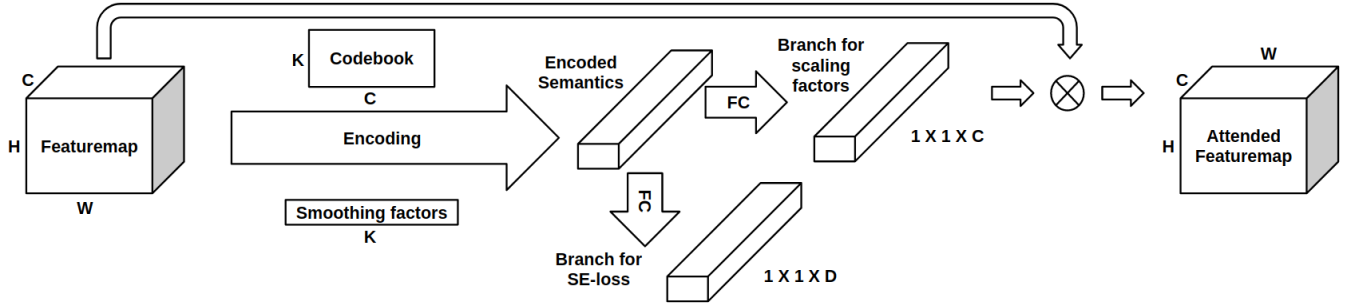 C
H
Featuremap
W
K
Codebook
C
Encoding
Smoothing factors
K
Encoded
Semantics
FC
FC
Branch for
SE-loss
1 X 1 X D
Branch for
scaling
factors
1 X 1 X C
W
C
H
Attended
Featuremap